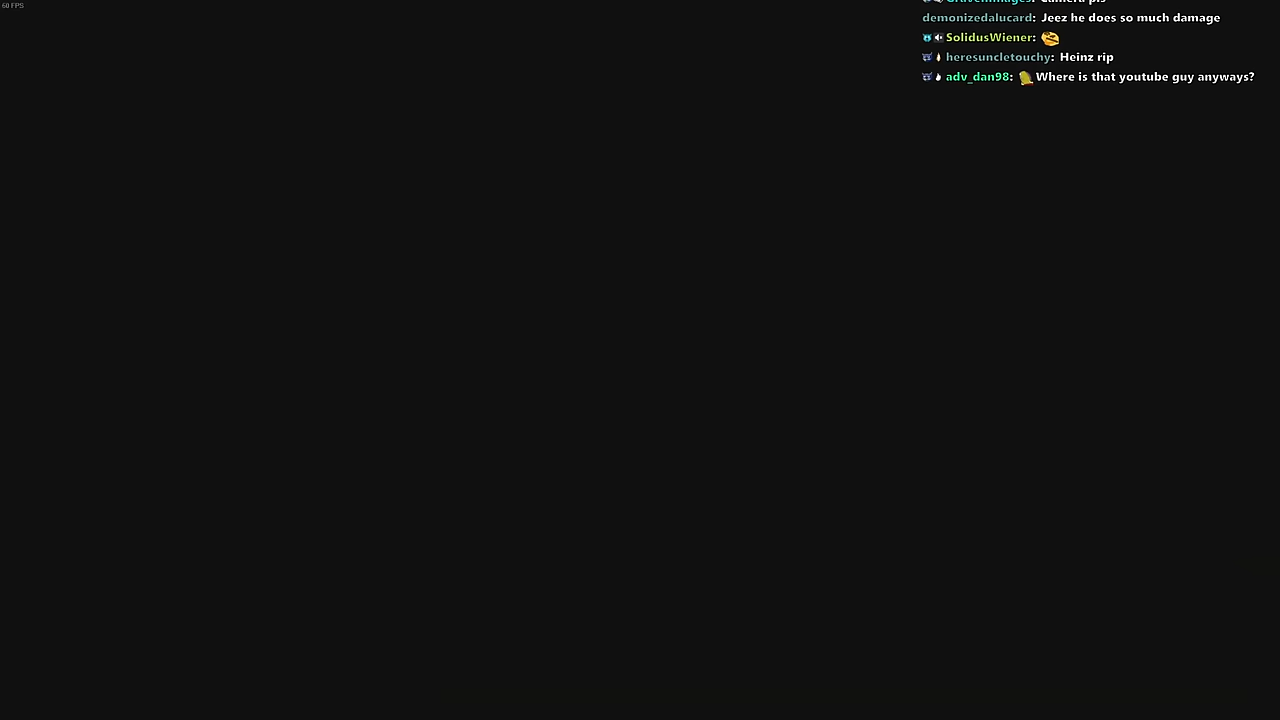 60 FPS
demonizedalucard: Jeez he does so much damage
SolidusWiener:
heresuncletouchy: Heinz rip
adv_dan98: Where is that youtube guy anyways?